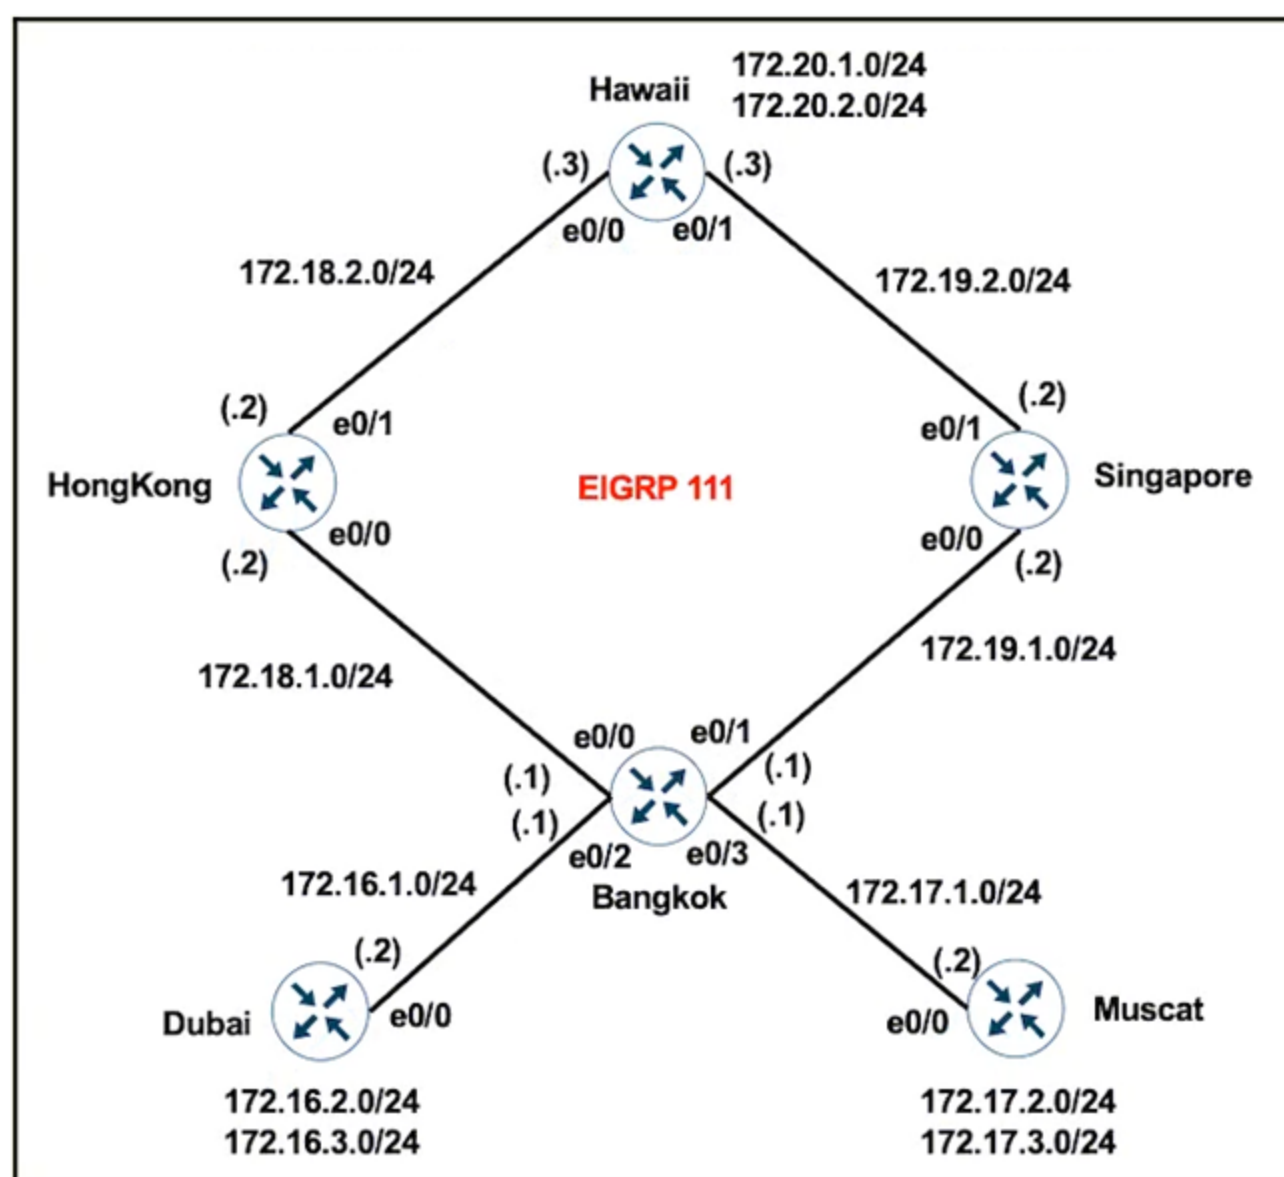 172.20.1.0/24
Hawaii
172.20.2.0/24
(.3)
(.3)
e0/0
e0/1
172.18.2.0/24
172.19.2.0/24
(.2)
(.2)
e0/1
e0/1
HongKong
EIGRP 111
Singapore
e0/0
e0/0
(.2)
(.2)
172.19.1.0/24
172.18.1.0/24
e0/0
e0/1
(.1)
(.1)
(.1)
(.1)
e0/2
e0/3
172.16.1.0/24
Bangkok
172.17.1.0/24
(.2)
(.2)
Dubai
e0/0
e0/0
Muscat
172.16.2.0/24
172.17.2.0/24
172.16.3.0/24
172.17.3.0/24